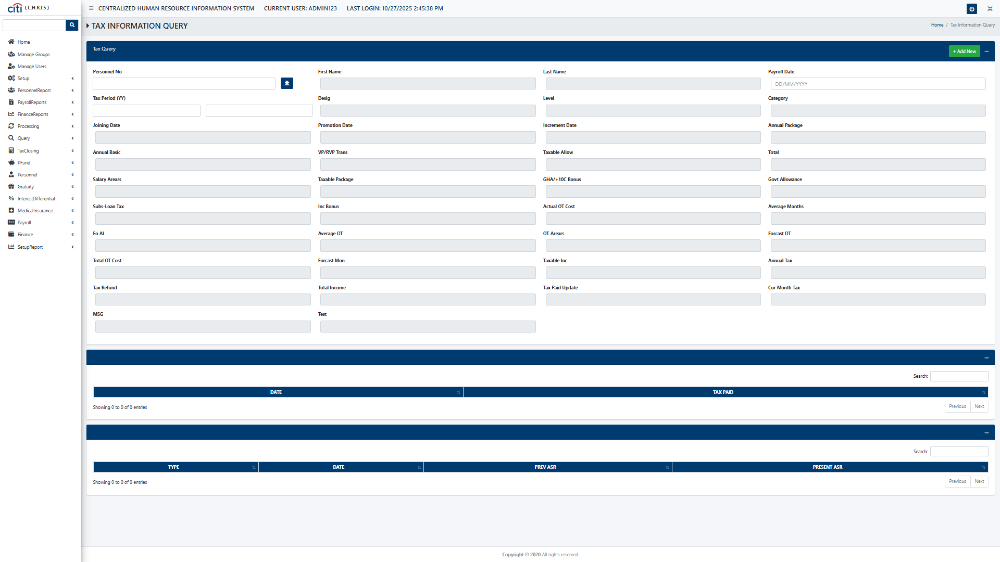 citi ( C.H.R.I.S )
CENTRALIZED HUMAN RESOURCE INFORMATION SYSTEM CURRENT USER: ADMIN123 LAST LOGIN: 10/27/2025 2:45:38 PM
TAX INFORMATION QUERY
Home / Tax Information Query
Home
Manage Groups
Manage Users
Setup
PersonnelReport
PayrollReports
FinanceReports
Processing
Query
TaxClosing
PFund
Personnel
Gratuity
InterestDifferential
MedicalInsurance
Payroll
Finance
SetupReport
Tax Query
+ Add New
Personnel No First Name Last Name Payroll Date
DD/MM/YYYY
Tax Period (YY) Desig Level Category
Joining Date Promotion Date Increment Date Annual Package
Annual Basic VP/RVP Trans Taxable Allow Total
Salary Arears Taxable Package GHA/+10C Bonus Govt Allowance
Subs-Loan Tax Inc Bonus Actual OT Cost Average Months
Fo Al Average OT OT Arears Forcast OT
Total OT Cost : Forcast Mon Taxable Inc Annual Tax
Tax Refund Total Income Tax Paid Update Cur Month Tax
MSG Test
Search:
DATE TAX PAID
Showing 0 to 0 of 0 entries
Previous Next
Search:
TYPE DATE PREV ASR PRESENT ASR
Showing 0 to 0 of 0 entries
Previous Next
Copyright © 2020 All rights reserved.